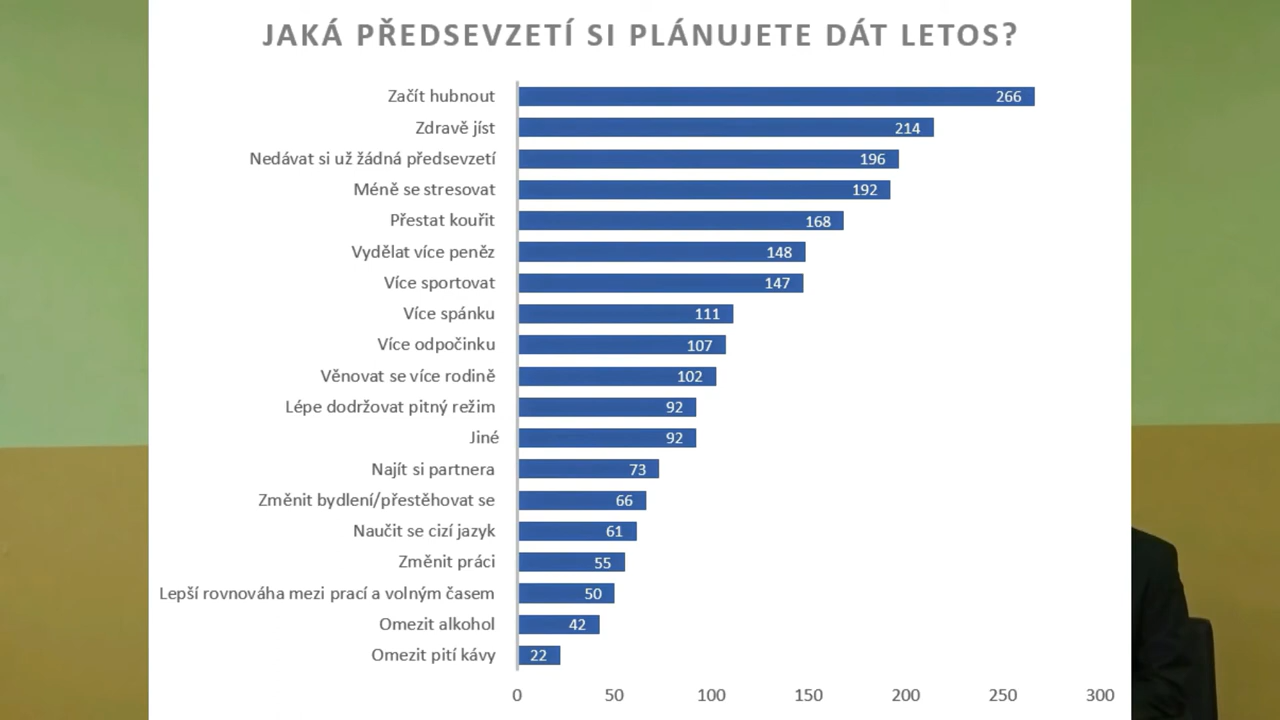 JAKÁ PŘEDSEVZETÍ SI PLÁNUJETE DÁT LETOS?
Začít hubnout 266
Zdravě jíst 214
Nedávat si už žádná předsevzetí 196
Méně se stresovat 192
Přestat kouřit 168
Vydělat více peněz 148
Více sportovat 147
Více spánku 111
Více odpočinku 107
Věnovat se více rodině 102
Lépe dodržovat pitný režim 92
Jiné 92
Najít si partnera 73
Změnit bydlení/přestěhovat se 66
Naučit se cizí jazyk 61
Změnit práci 55
Lepší rovnováha mezi prací a volným časem 50
Omezit alkohol 42
Omezit pití kávy 22
0 50 100 150 200 250 300